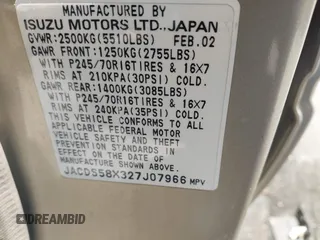 MANUFACTURED BY
ISUZU MOTORS LTD., JAPAN
GVWR: 2500KG(5510LBS) FEB. 02
GAWR FRONT: 1250KG(2755LBS)
WITH P245/70R16TIRES & 16X7
RIMS AT 210KPA(30PSI) COLD.
GAWR REAR: 1400KG(3085LBS)
WITH P245/70R16TIRES & 16X7
RIMS AT 240KPA(35PSI) COLD.
THIS VEHICLE CONFORMS TO ALL
APPLICABLE FEDERAL MOTOR
VEHICLE SAFETY AND THEFT
PREVENTION STANDARDS IN
EFFECT ON THE DATE OF
MANUFACTURE SHOWN ABOVE.
JACDS58X327J07966 MPV
DREAMBID